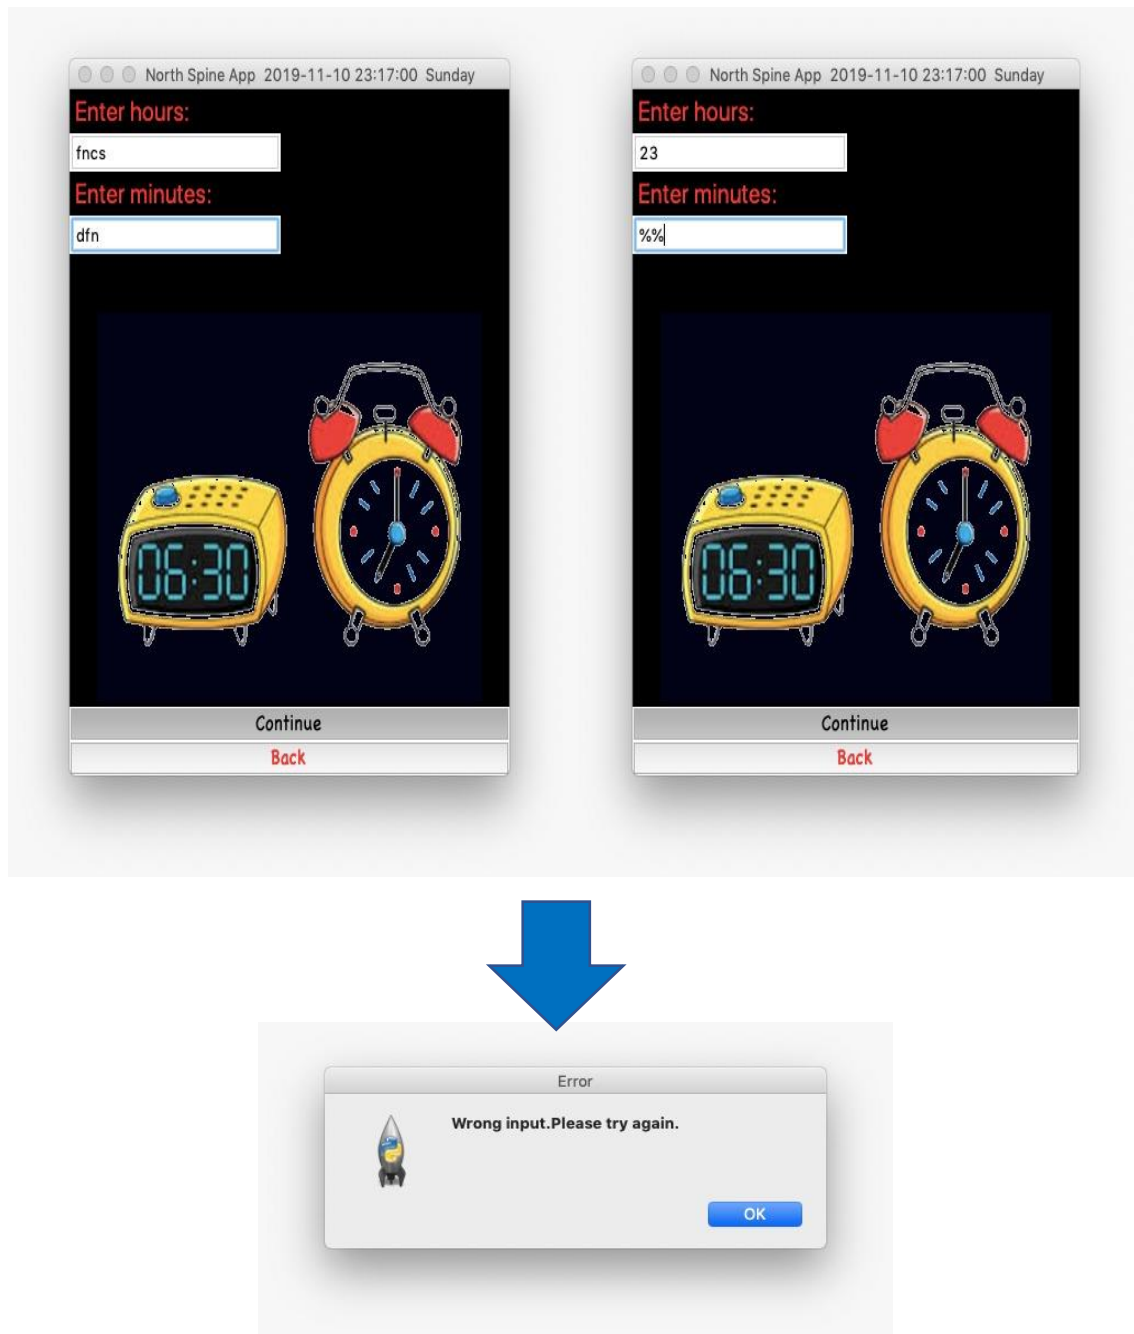 North Spine App 2019-11-10 23:17:00 Sunday
Enter hours:
fncs
Enter minutes:
dfn
06:30
Continue
Back
North Spine App 2019-11-10 23:17:00 Sunday
Enter hours:
23
Enter minutes:
%%
06:30
Continue
Back
Error
Wrong input.Please try again.
OK